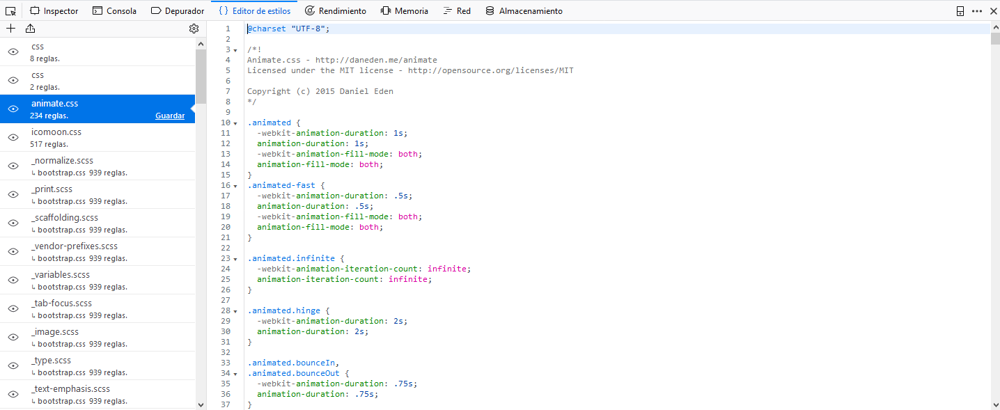 Inspector Consola Depurador Editor de estilos Rendimiento Memoria Red Almacenamiento
css
8 reglas.
css
2 reglas.
animate.css
234 reglas. Guardar
icomoon.css
517 reglas.
_normalize.scss
↳ bootstrap.css 939 reglas.
_print.scss
↳ bootstrap.css 939 reglas.
_scaffolding.scss
↳ bootstrap.css 939 reglas.
_vendor-prefixes.scss
↳ bootstrap.css 939 reglas.
_variables.scss
↳ bootstrap.css 939 reglas.
_tab-focus.scss
↳ bootstrap.css 939 reglas.
_image.scss
↳ bootstrap.css 939 reglas.
_type.scss
↳ bootstrap.css 939 reglas.
_text-emphasis.scss
↳ bootstrap.css 939 reglas.
1 @charset "UTF-8";
2
3 /*!
4 Animate.css - http://daneden.me/animate
5 Licensed under the MIT license - http://opensource.org/licenses/MIT
6
7 Copyright (c) 2015 Daniel Eden
8 */
9
10 .animated {
11 -webkit-animation-duration: 1s;
12 animation-duration: 1s;
13 -webkit-animation-fill-mode: both;
14 animation-fill-mode: both;
15 }
16 .animated-fast {
17 -webkit-animation-duration: .5s;
18 animation-duration: .5s;
19 -webkit-animation-fill-mode: both;
20 animation-fill-mode: both;
21 }
22
23 .animated.infinite {
24 -webkit-animation-iteration-count: infinite;
25 animation-iteration-count: infinite;
26 }
27
28 .animated.hinge {
29 -webkit-animation-duration: 2s;
30 animation-duration: 2s;
31 }
32
33 .animated.bounceIn,
34 .animated.bounceOut {
35 -webkit-animation-duration: .75s;
36 animation-duration: .75s;
37 }